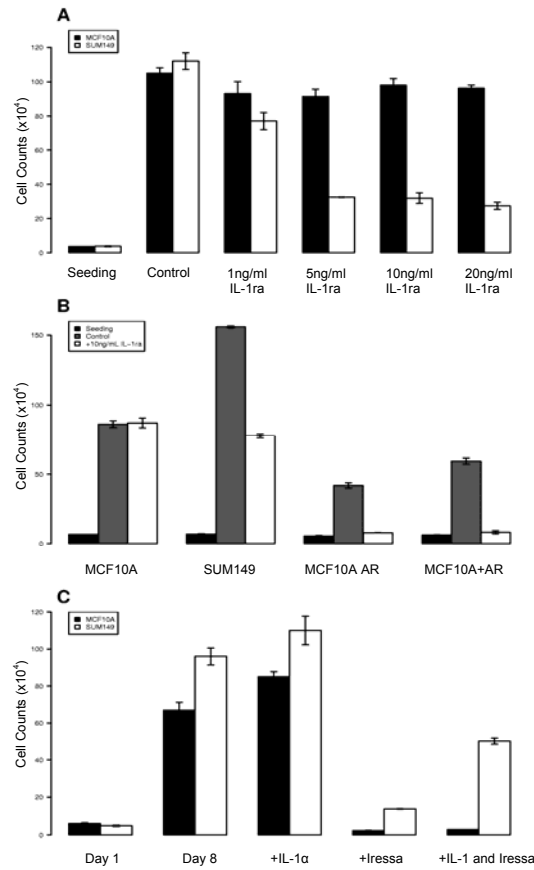 A
MCF10A
SUM149
Cell Counts (x10⁴)
120
100
80
60
40
20
0
Seeding Control 1ng/ml 5ng/ml 10ng/ml 20ng/ml
IL-1ra IL-1ra IL-1ra IL-1ra
B
Seeding
Control
+10ng/mL IL-1ra
Cell Counts (x10⁴)
150
100
50
0
MCF10A SUM149 MCF10A AR MCF10A+AR
C
MCF10A
SUM149
Cell Counts (x10⁴)
120
100
80
60
40
20
0
Day 1 Day 8 +IL-1α +Iressa +IL-1 and Iressa